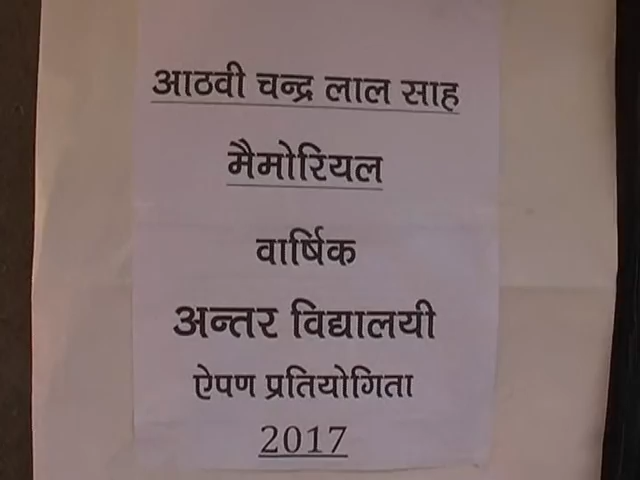 आठवी चन्द्र लाल साह
मैमोरियल
वार्षिक
अन्तर विद्यालयी
ऐपण प्रतियोगिता
2017